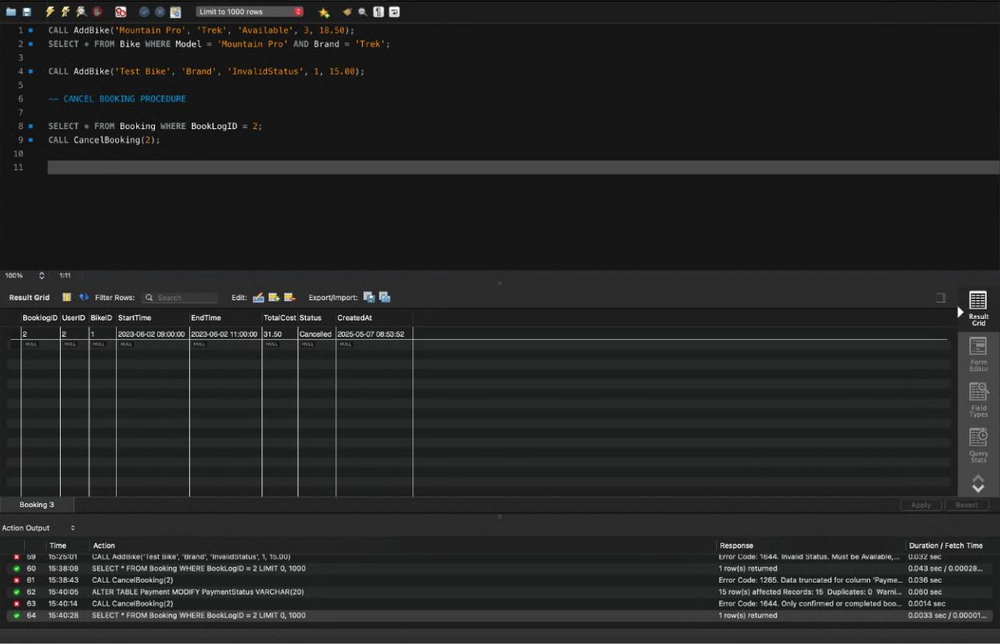 Limit to 1000 rows
1 CALL AddBike('Mountain Pro', 'Trek', 'Available', 3, 18.50);
2 SELECT * FROM Bike WHERE Model = 'Mountain Pro' AND Brand = 'Trek';
3
4 CALL AddBike('Test Bike', 'Brand', 'InvalidStatus', 1, 15.00);
5
6 -- CANCEL BOOKING PROCEDURE
7
8 SELECT * FROM Booking WHERE BookLogID = 2;
9 CALL CancelBooking(2);
10
11
100% 1:11
Result Grid Filter Rows: Search Edit: Export/Import:
BooklogID UserID BikeID StartTime EndTime TotalCost Status CreatedAt
2 2 1 2023-06-02 09:00:00 2023-06-02 11:00:00 31.50 Cancelled 2025-05-07 08:53:52
NULL NULL NULL NULL NULL NULL NULL NULL
Result Grid
Form Editor
Field Types
Query Stats
Booking 3 Apply Revert
Action Output
Time Action Response Duration / Fetch Time
59 15:25:01 CALL AddBike('Test Bike', 'Brand', 'InvalidStatus', 1, 15.00) Error Code: 1644. Invalid Status. Must be Available,... 0.032 sec
60 15:38:08 SELECT * FROM Booking WHERE BookLogID = 2 LIMIT 0, 1000 1 row(s) returned 0.043 sec / 0.00028...
61 15:38:43 CALL CancelBooking(2) Error Code: 1265. Data truncated for column 'Payme... 0.036 sec
62 15:40:05 ALTER TABLE Payment MODIFY PaymentStatus VARCHAR(20) 15 row(s) affected Records: 15 Duplicates: 0 Warni... 0.060 sec
63 15:40:14 CALL CancelBooking(2) Error Code: 1644. Only confirmed or completed boo... 0.0014 sec
64 15:40:28 SELECT * FROM Booking WHERE BookLogID = 2 LIMIT 0, 1000 1 row(s) returned 0.0033 sec / 0.00001...